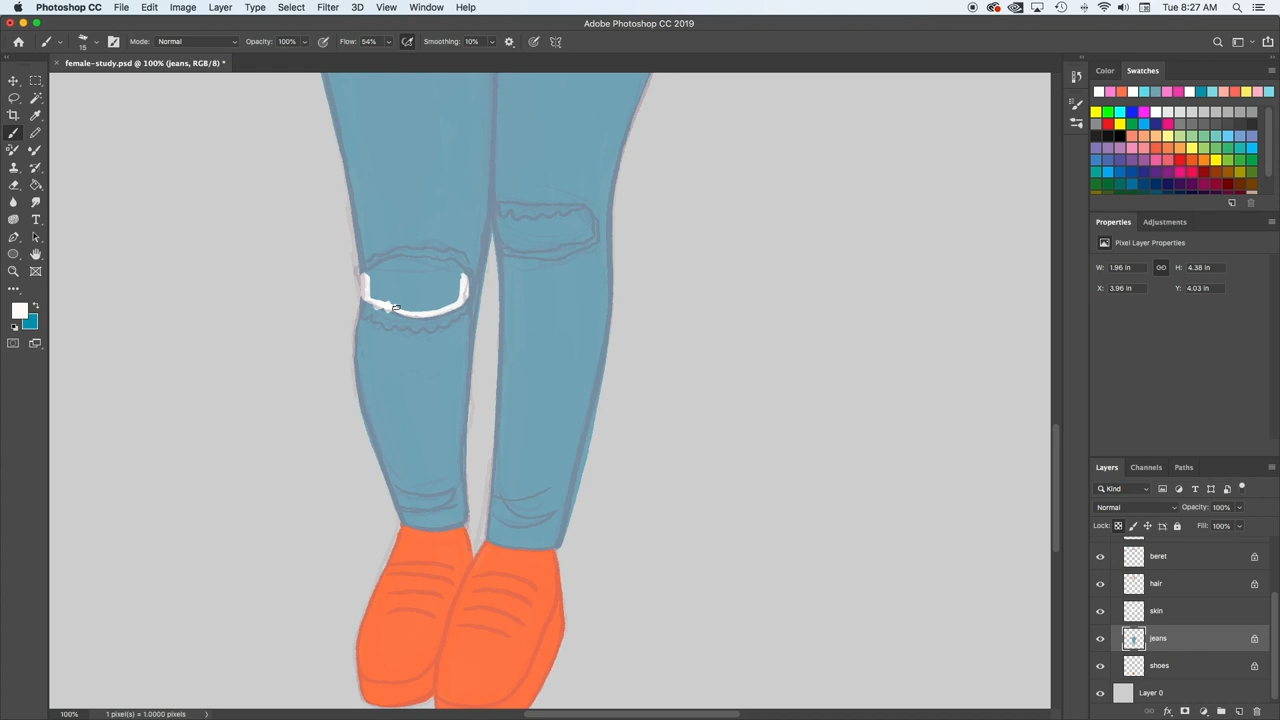 Photoshop CC File Edit Image Layer Type Select Filter 3D View Window Help Tue 8:27 AM
Adobe Photoshop CC 2019
15 Mode: Normal Opacity: 100% Flow: 54% Smoothing: 10%
female-study.psd @ 100% (jeans, RGB/8) *
Color Swatches
Properties Adjustments
Pixel Layer Properties
W: 1.96 in H: 4.38 in
X: 3.96 in Y: 4.03 in
Layers Channels Paths
Kind
Normal Opacity: 100%
Lock: Fill: 100%
beret
hair
skin
jeans
shoes
Layer 0
100% 1 pixel(s) = 1.0000 pixels